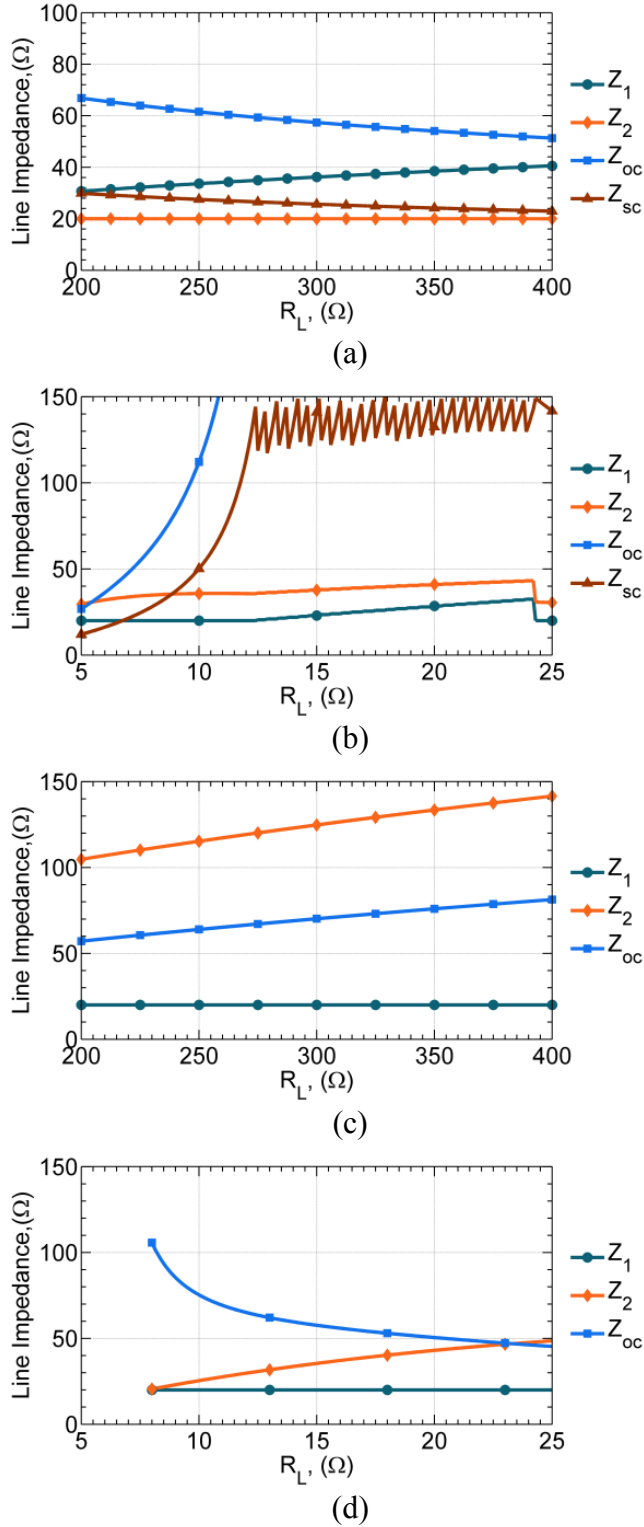 100
80
60
40
20
0
Line Impedance,(Ω)
200 250 300 350 400
R_L, (Ω)
Z_1
Z_2
Z_oc
Z_sc
(a)
150
100
50
0
Line Impedance,(Ω)
5 10 15 20 25
R_L, (Ω)
Z_1
Z_2
Z_oc
Z_sc
(b)
150
100
50
0
Line Impedance,(Ω)
200 250 300 350 400
R_L, (Ω)
Z_1
Z_2
Z_oc
(c)
150
100
50
0
Line Impedance,(Ω)
5 10 15 20 25
R_L, (Ω)
Z_1
Z_2
Z_oc
(d)